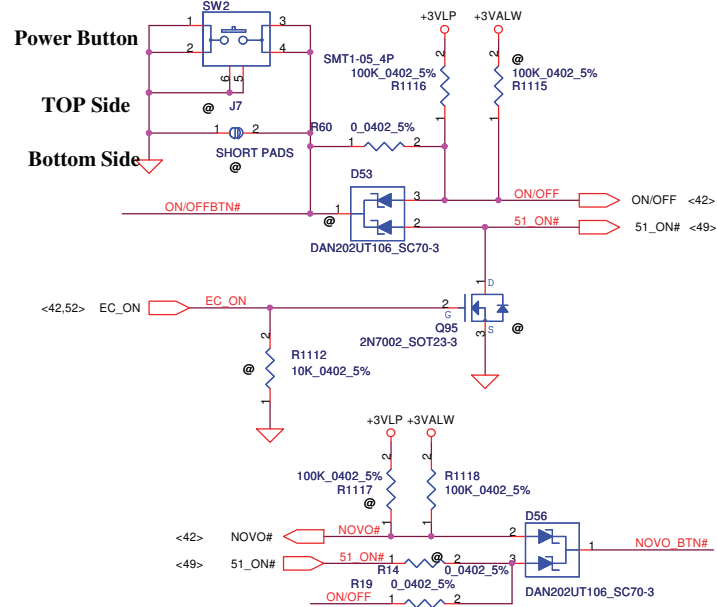 SW2
1
3
2
4
6
5
Power Button
TOP Side
@
J7
1
2
SHORT PADS
@
Bottom Side
SMT1-05_4P
+3VLP
+3VALW
2
2
@
100K_0402_5%
R1116
100K_0402_5%
R1115
1
1
R60
0_0402_5%
1
2
D53
3
1
2
@
DAN202UT106_SC70-3
ON/OFFBTN#
ON/OFF
ON/OFF
<42>
51_ON#
51_ON#
<49>
<42,52>
EC_ON
EC_ON
1
D
2
G
Q95
3
S
@
2N7002_SOT23-3
2
R1112
@
10K_0402_5%
1
+3VLP
+3VALW
2
2
100K_0402_5%
R1117
@
R1118
100K_0402_5%
1
1
D56
<42>
NOVO#
NOVO#
2
1
NOVO_BTN#
<49>
51_ON#
51_ON#
1
@
2
3
R14
0_0402_5%
DAN202UT106_SC70-3
R19
0_0402_5%
ON/OFF
1
2